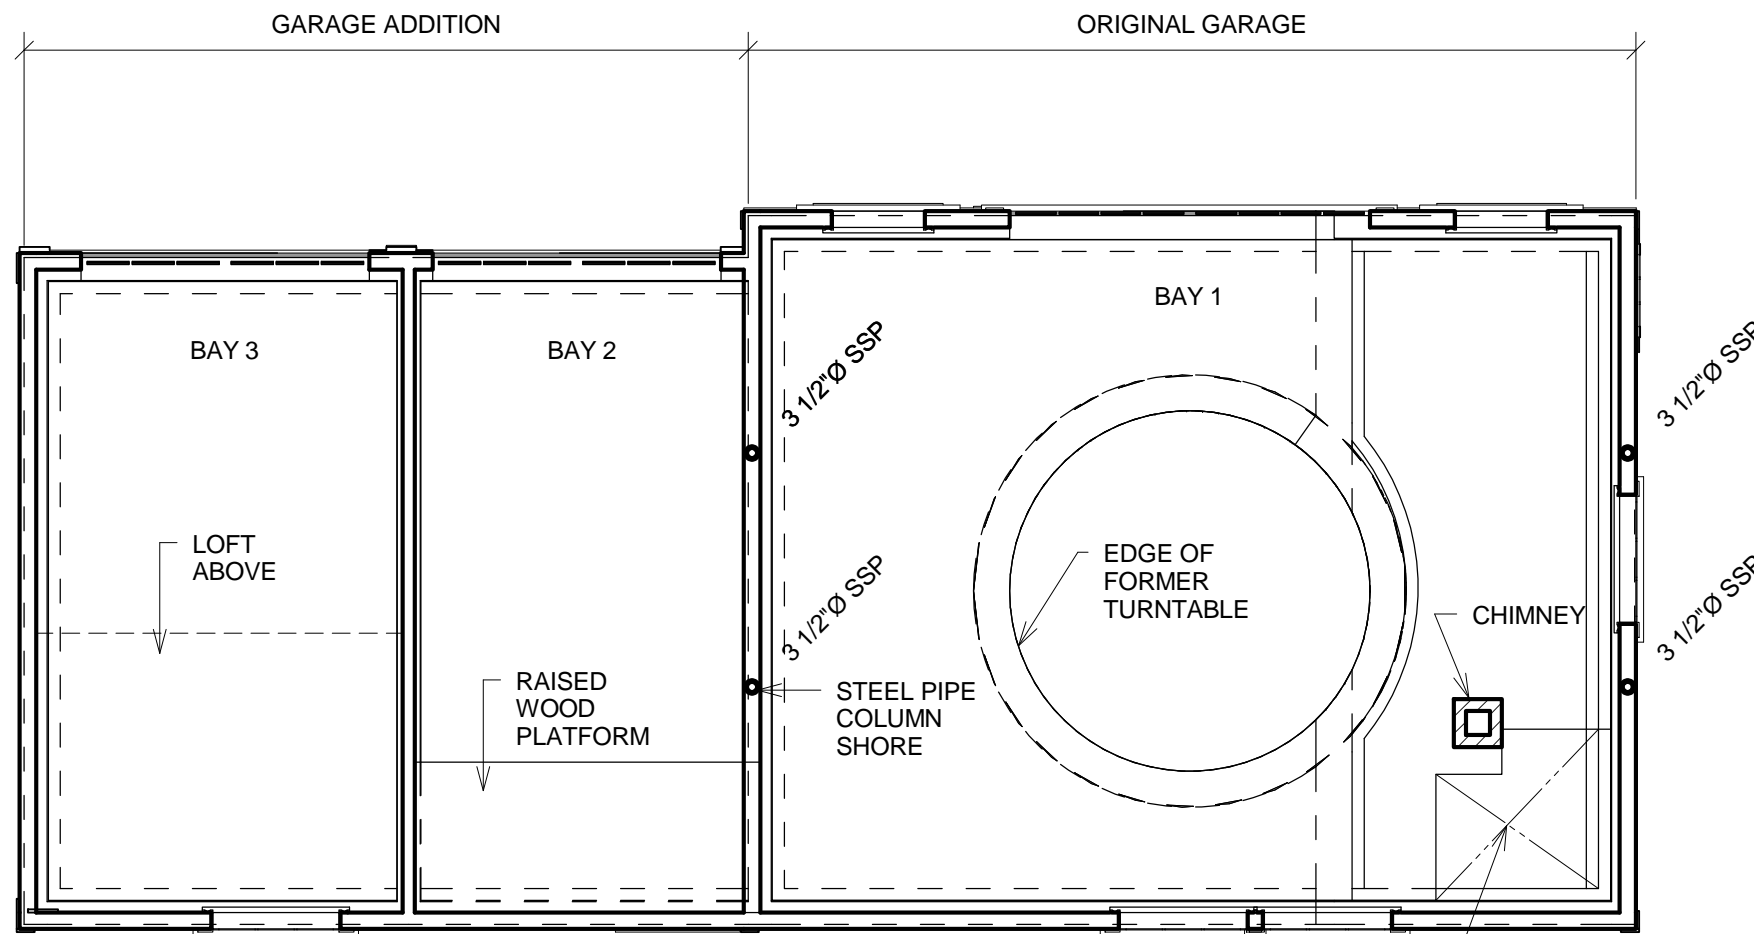 GARAGE ADDITION
ORIGINAL GARAGE
BAY 3
BAY 2
BAY 1
3 1/2"Ø SSP
3 1/2"Ø SSP
LOFT
ABOVE
EDGE OF
FORMER
TURNTABLE
3 1/2"Ø SSP
3 1/2"Ø SSP
CHIMNEY
RAISED
WOOD
PLATFORM
STEEL PIPE
COLUMN
SHORE